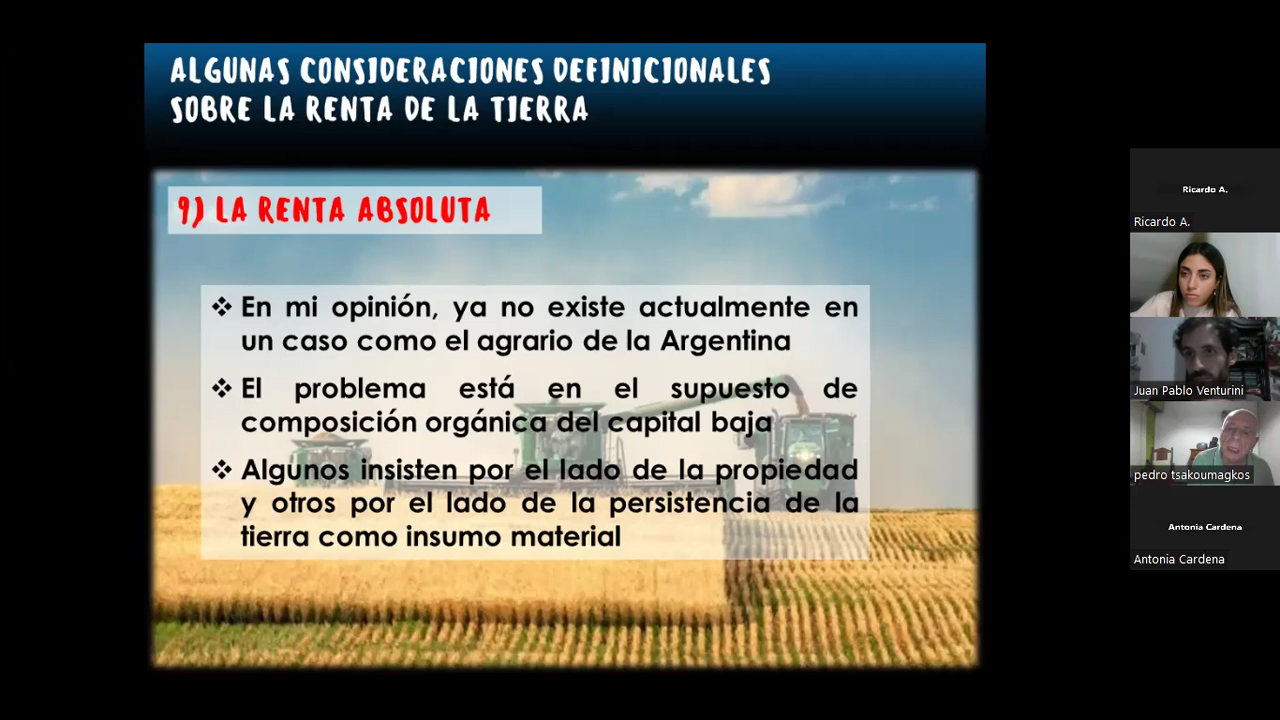 ALGUNAS CONSIDERACIONES DEFINICIONALES
SOBRE LA RENTA DE LA TIERRA
9) LA RENTA ABSOLUTA
❖ En mi opinión, ya no existe actualmente en
un caso como el agrario de la Argentina
❖ El problema está en el supuesto de
composición orgánica del capital baja
❖ Algunos insisten por el lado de la propiedad
y otros por el lado de la persistencia de la
tierra como insumo material
Ricardo A.
Ricardo A.
Juan Pablo Venturini
pedro tsakoumagkos
Antonia Cardena
Antonia Cardena